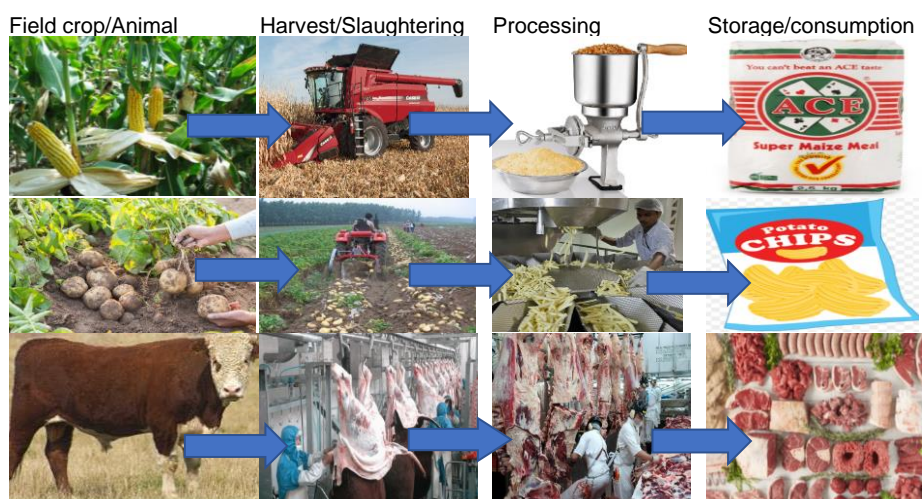 Field crop/Animal
Harvest/Slaughtering
Processing
Storage/consumption
You can't beat an ACE taste
ACE
Super Maize Meal
Potato
CHIPS